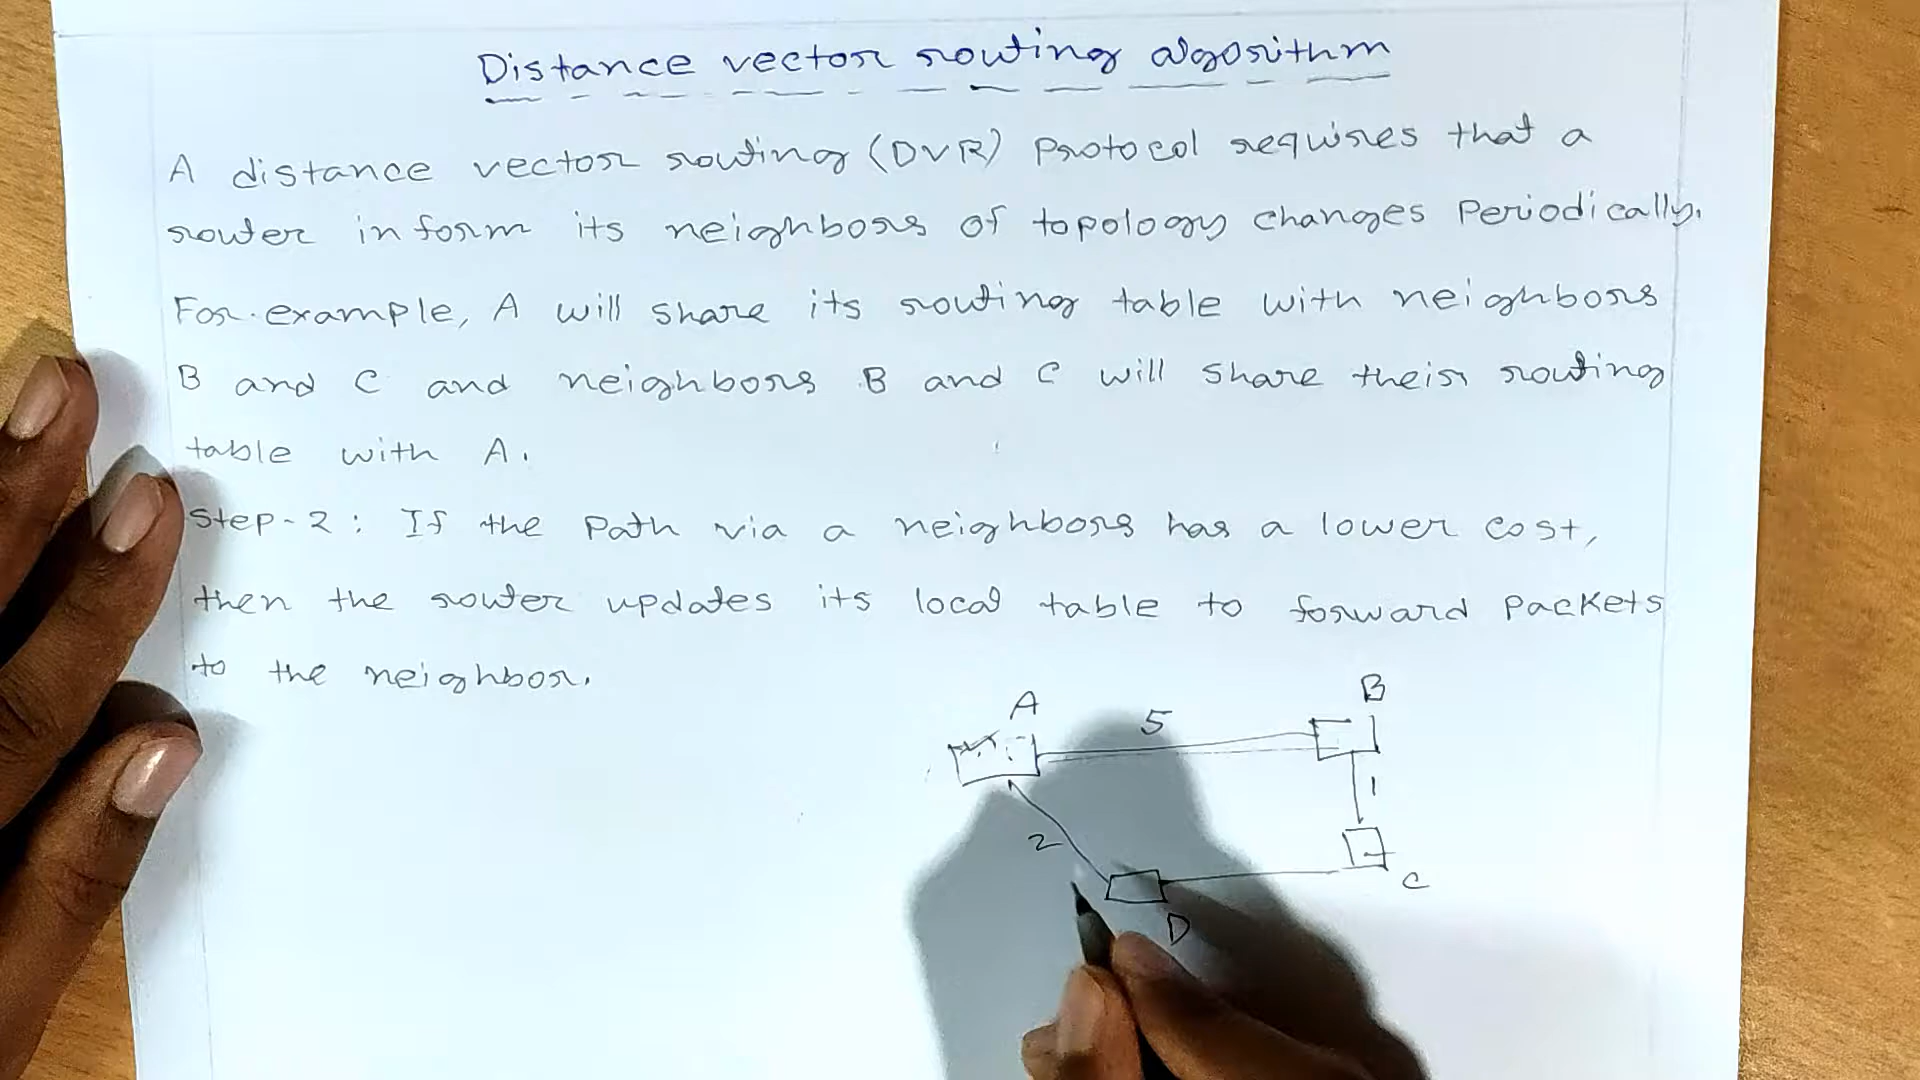 Distance vector routing algorithm
A distance vector routing (DVR) Protocol requires that a
router inform its neighbors of topology changes Periodically.
For example, A will share its routing table with neighbors
B and C and neighbors B and C will share their routing
table with A.
Step-2: If the Path via a neighbors has a lower cost,
then the router updates its local table to forward Packets
to the neighbor.
A 5 B
1
2
C
D